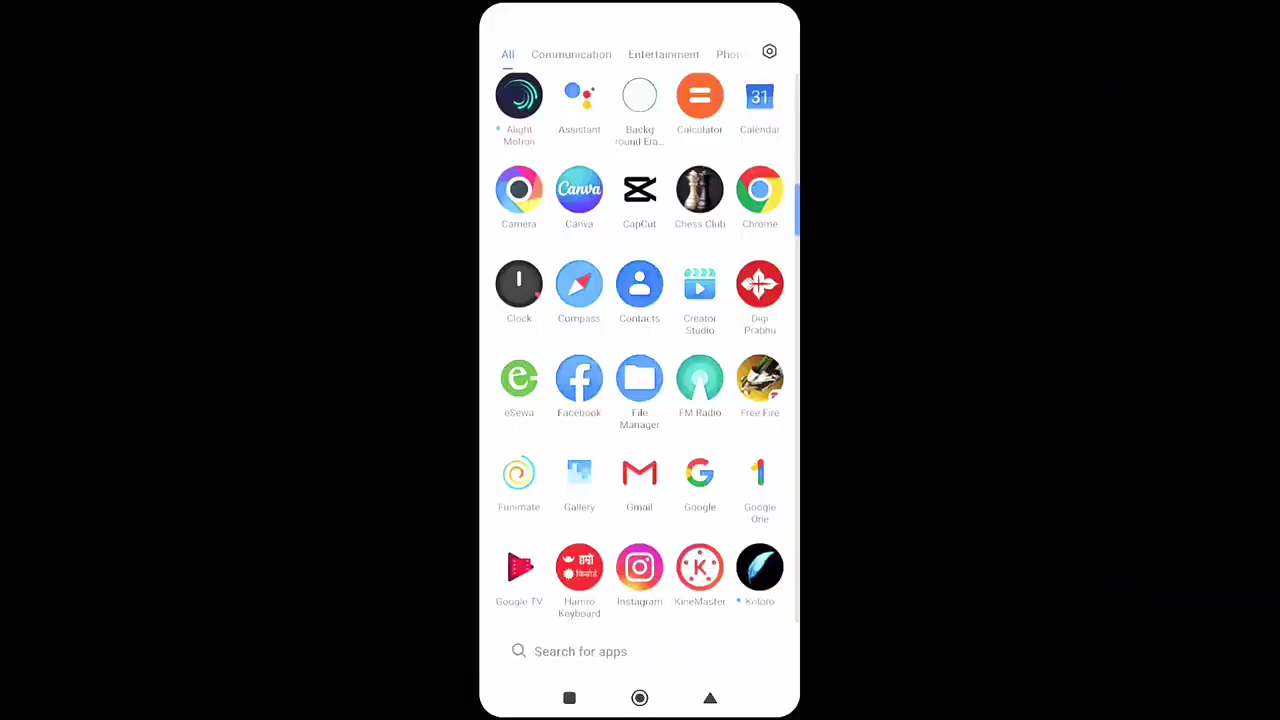 All Communication Entertainment Phot
Alight Motion
Assistant
Backg round Era...
Calculator
31
Calendar
Camera
Canva
Canva
CapCut
Chess Club
Chrome
Clock
Compass
Contacts
Creator Studio
Digi Prabhu
e
eSewa
Facebook
File Manager
FM Radio
Free Fire
Funimate
Gallery
Gmail
G
Google
1
Google One
Google TV
हाम्रो
किबोर्ड
Hamro Keyboard
Instagram
K
KineMaster
Koloro
Search for apps